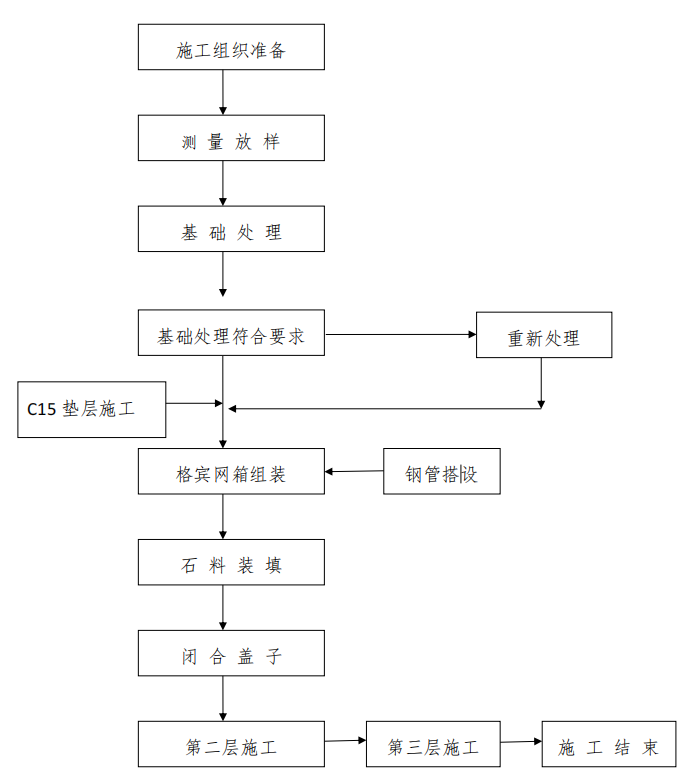 施工组织准备
测 量 放 样
基 础 处 理
基础处理符合要求
重新处理
C15 垫层施工
格宾网箱组装
钢管搭设
石 料 装 填
闭 合 盖 子
第二层施工
第三层施工
施 工 结 束